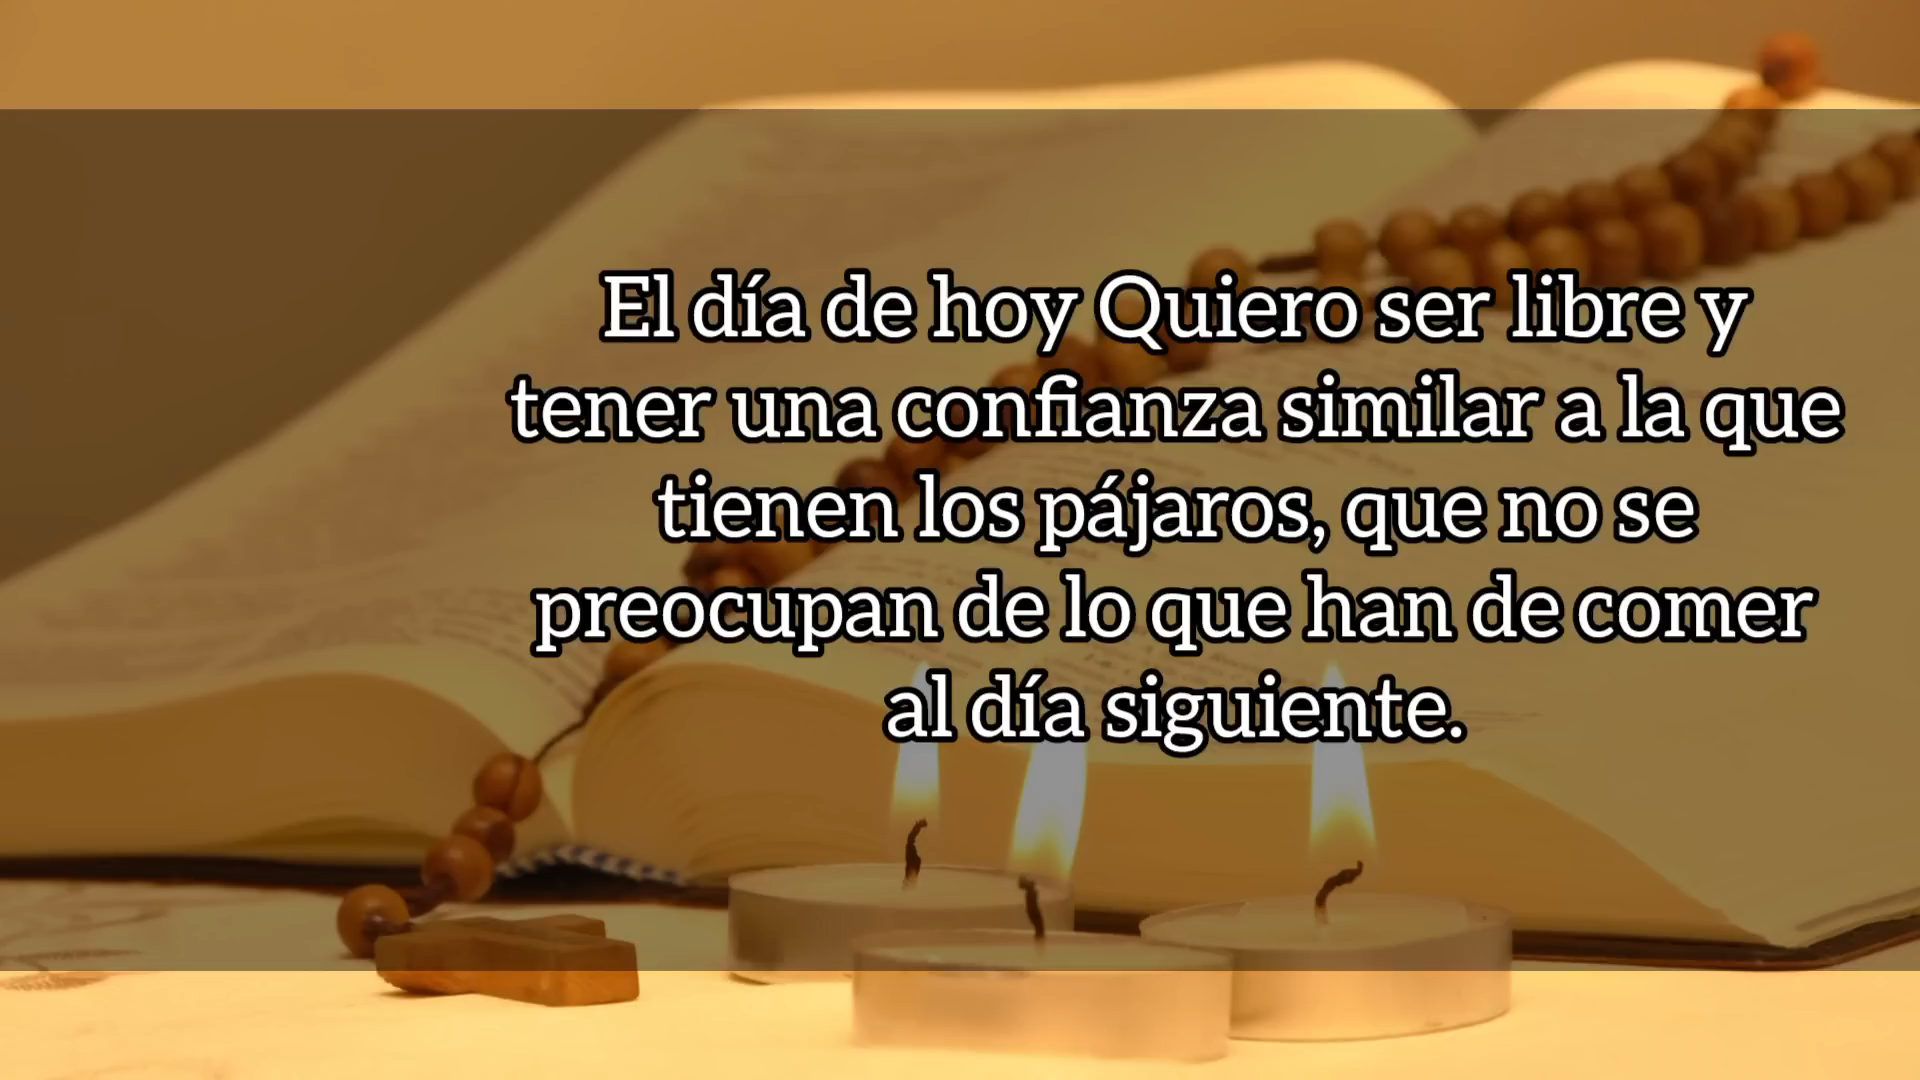 El día de hoy Quiero ser libre y
tener una confianza similar a la que
tienen los pájaros, que no se
preocupan de lo que han de comer
al día siguiente.